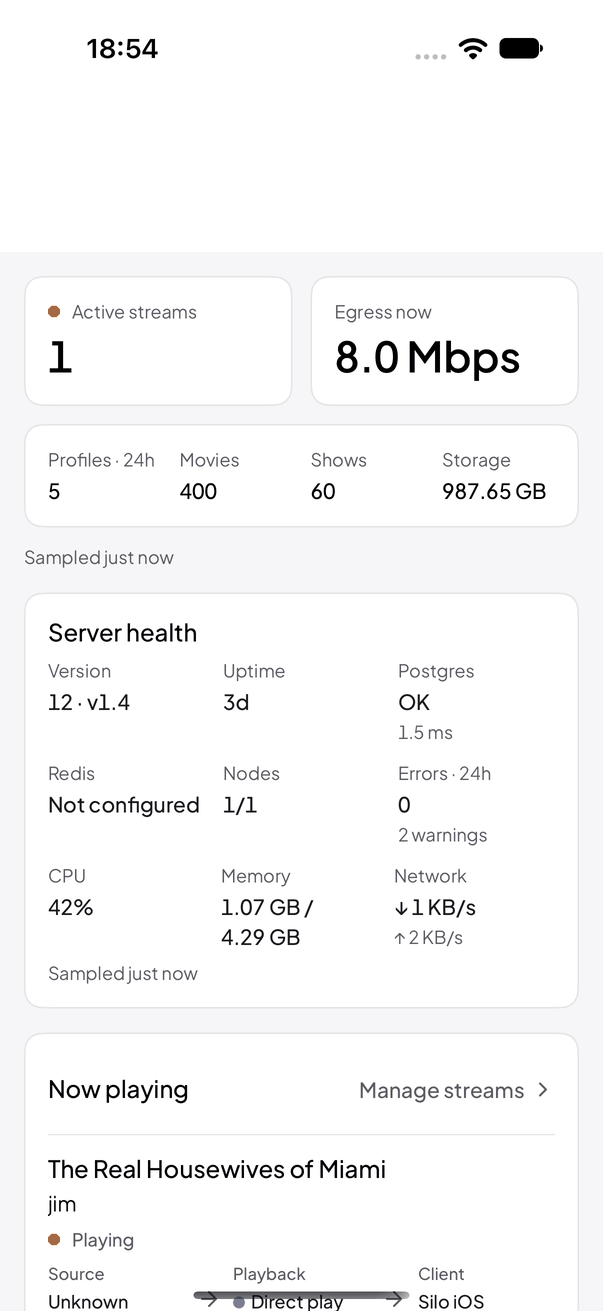 18:54
Active streams
1
Egress now
8.0 Mbps
Profiles · 24h
5
Movies
400
Shows
60
Storage
987.65 GB
Sampled just now
Server health
Version
12 · v1.4
Uptime
3d
Postgres
OK
1.5 ms
Redis
Not configured
Nodes
1/1
Errors · 24h
0
2 warnings
CPU
42%
Memory
1.07 GB /
4.29 GB
Network
↓ 1 KB/s
↑ 2 KB/s
Sampled just now
Now playing
Manage streams
The Real Housewives of Miami
jim
Playing
Source
Unknown
Playback
Direct play
Client
Silo iOS